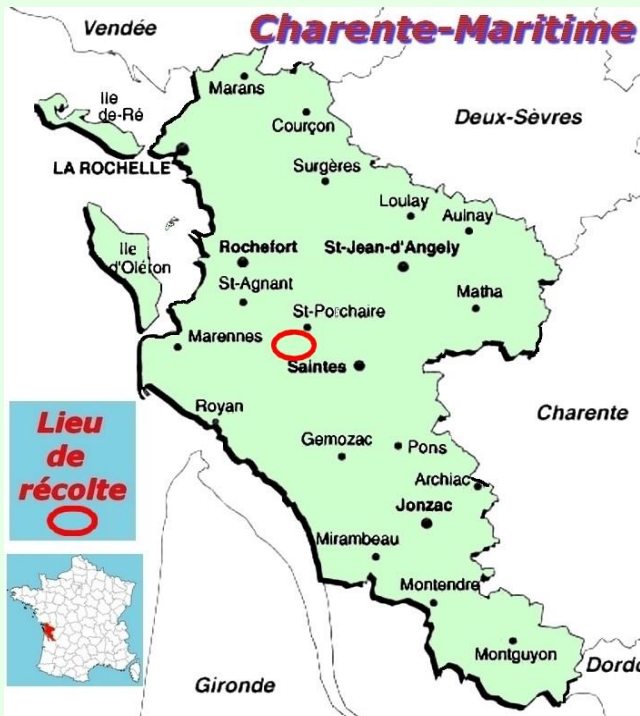 Vendée
Charente-Maritime
Marans
Ile
de-Ré
Courçon
Deux-Sèvres
LA ROCHELLE
Surgères
Loulay
Aulnay
Ile
d'Oléron
Rochefort
St-Jean-d'Angely
St-Agnant
Matha
St-Porchaire
Marennes
Saintes
Charente
Royan
Lieu
de
récolte
Gemozac
Pons
Archiac
Jonzac
Mirambeau
Montendre
Montguyon
Gironde